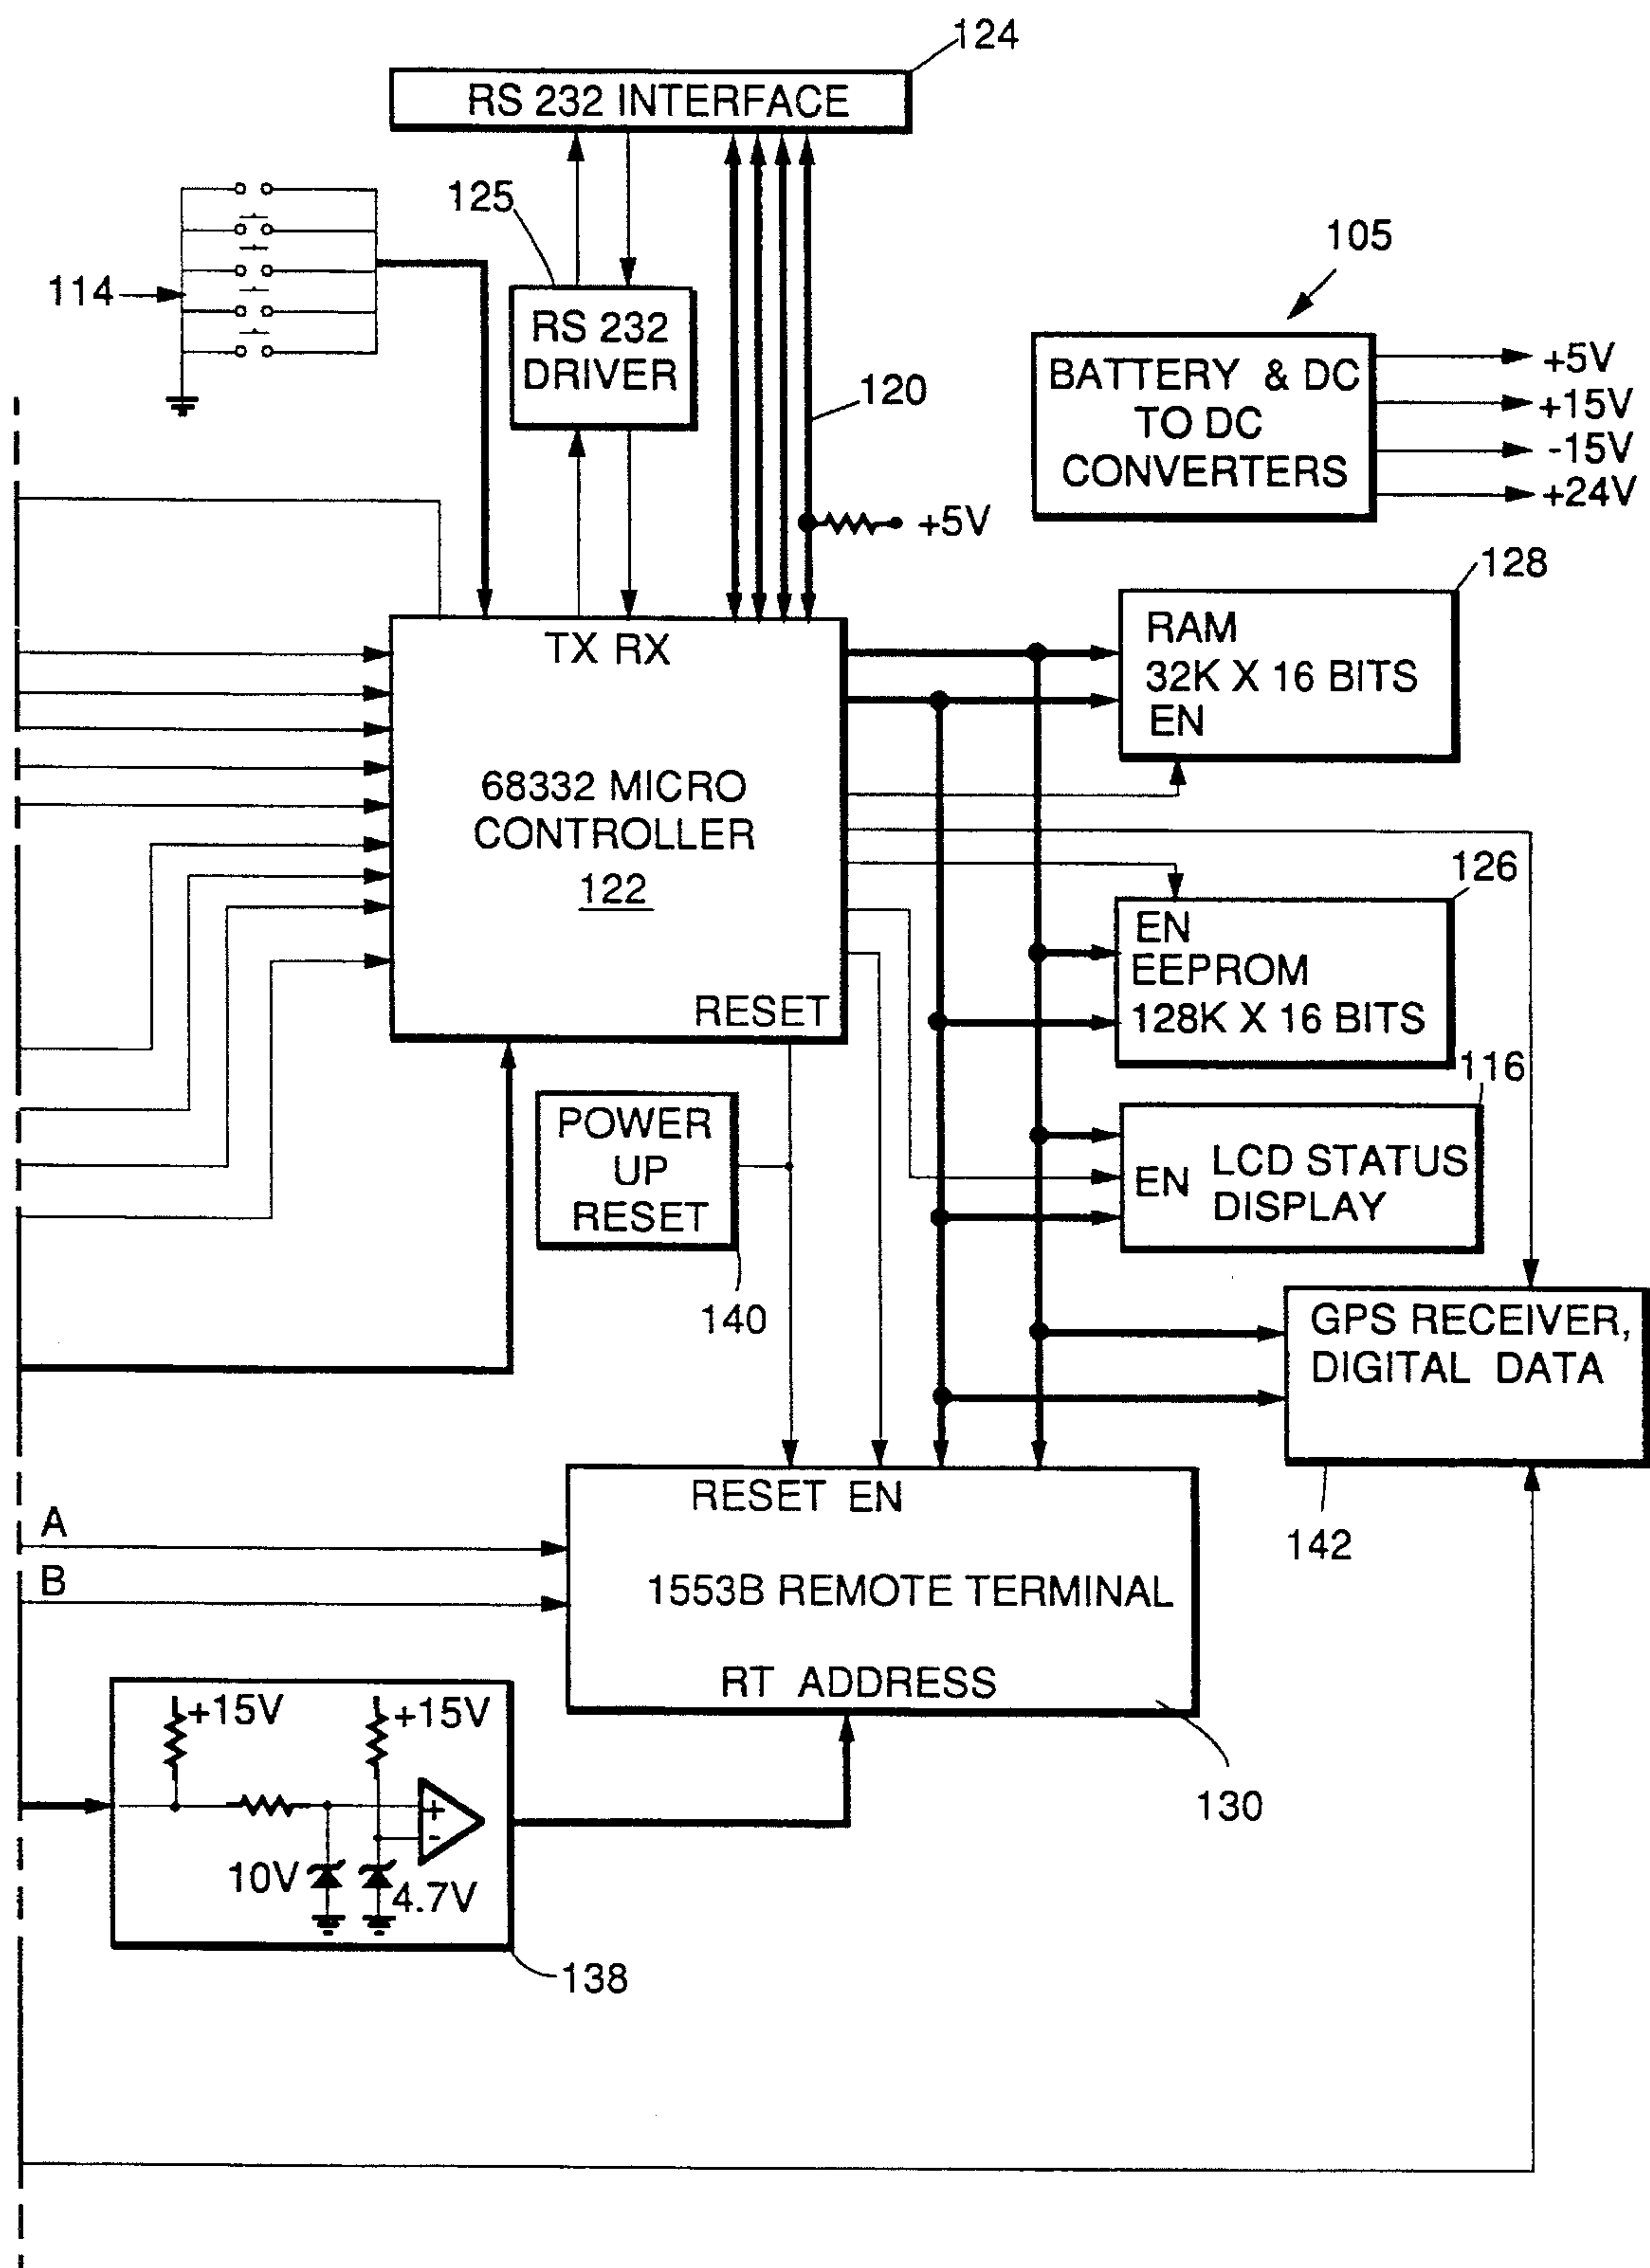 124
RS 232 INTERFACE
125
114
RS 232
DRIVER
120
105
BATTERY & DC
TO DC
CONVERTERS
+5V
+15V
-15V
+24V
+5V
128
TX RX
RAM
32K X 16 BITS
EN
68332 MICRO
CONTROLLER
122
RESET
126
EN
EEPROM
128K X 16 BITS
116
POWER
UP
RESET
140
EN
LCD STATUS
DISPLAY
GPS RECEIVER,
DIGITAL DATA
142
A
B
RESET EN
1553B REMOTE TERMINAL
RT ADDRESS
130
+15V
+15V
+
-
10V
4.7V
138